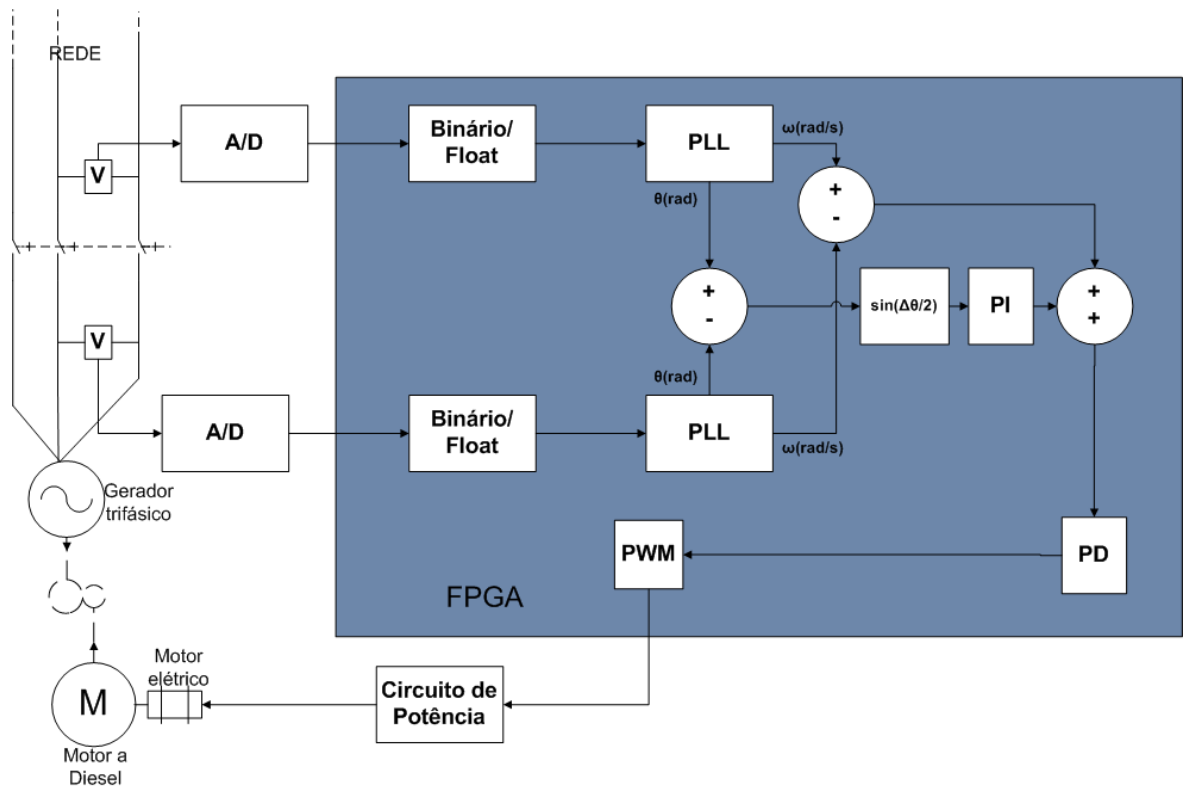 REDE
A/D
Binário/
Float
PLL
ω(rad/s)
V
θ(rad)
+
-
+
-
sin(Δθ/2)
PI
+
+
V
θ(rad)
A/D
Binário/
Float
PLL
ω(rad/s)
Gerador
trifásico
PWM
PD
FPGA
Motor
elétrico
M
Circuito de
Potência
Motor a
Diesel